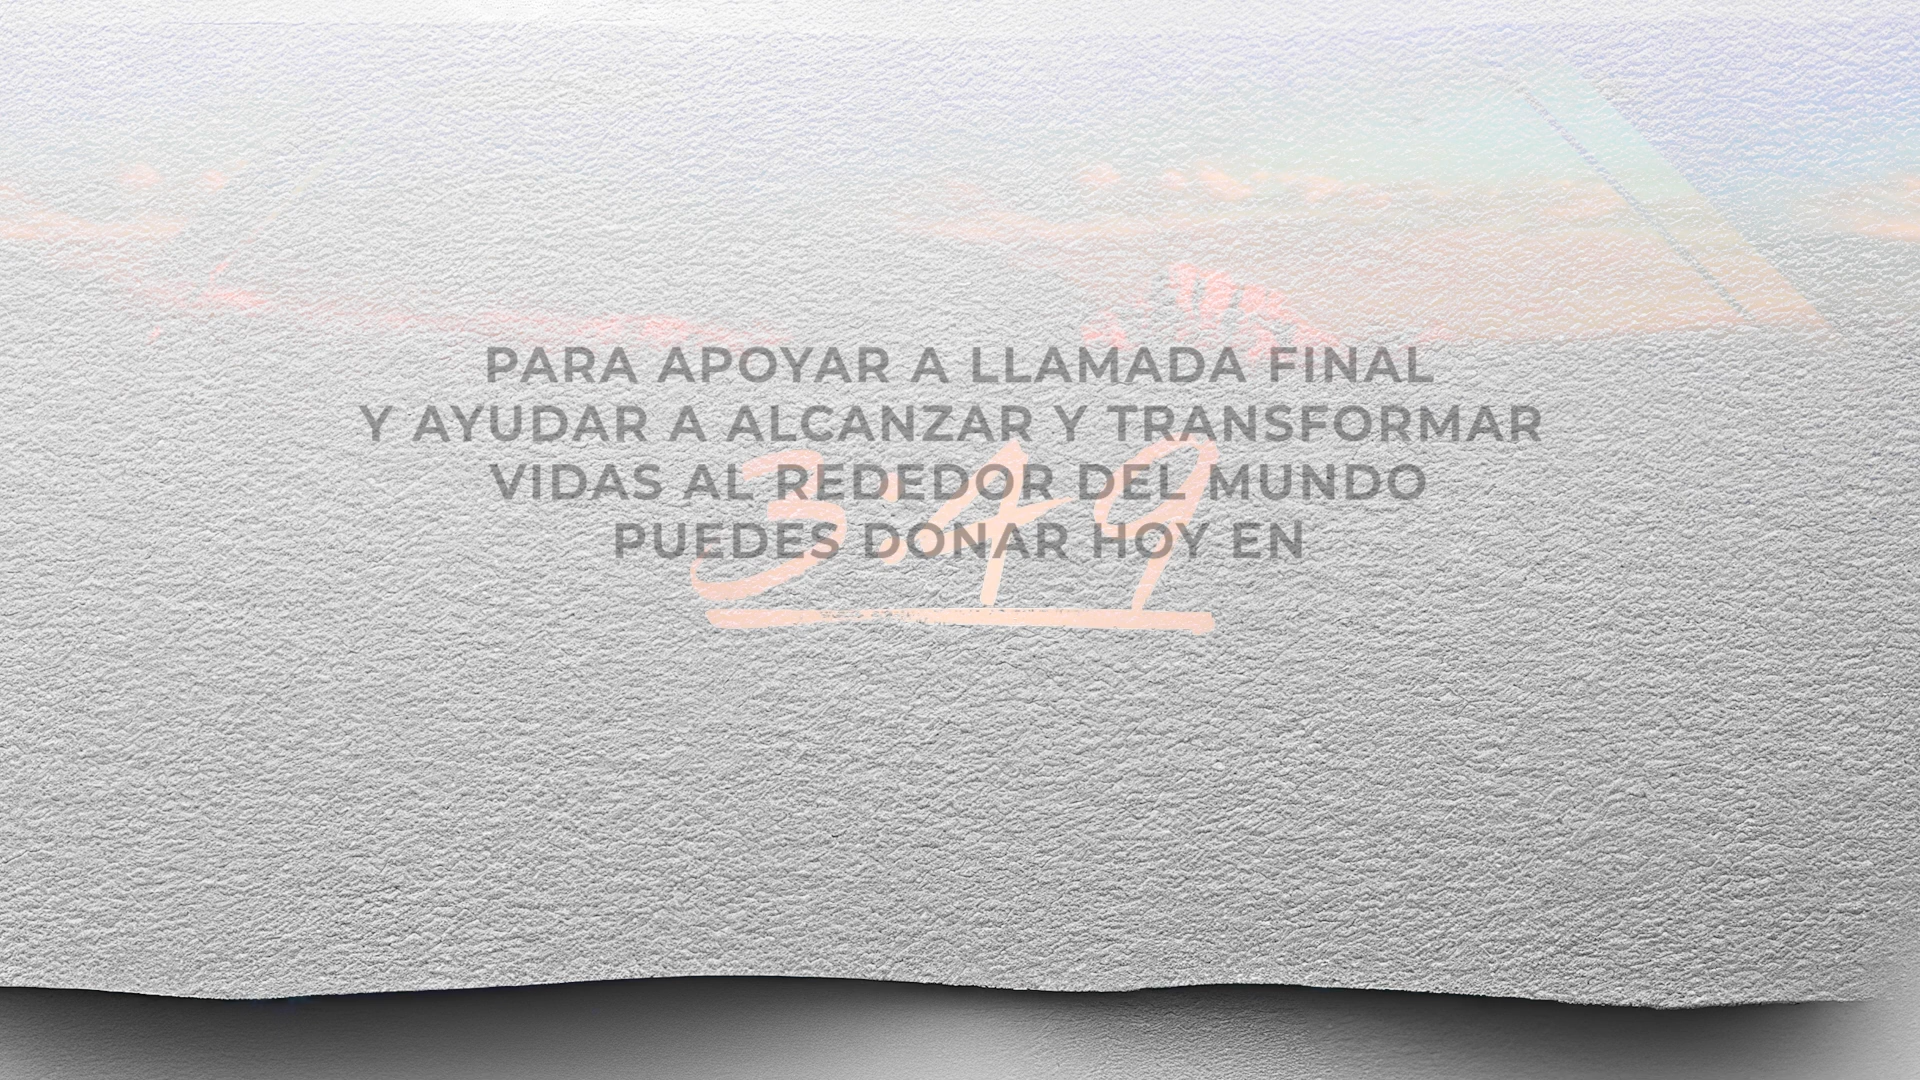 PARA APOYAR A LLAMADA FINAL
Y AYUDAR A ALCANZAR Y TRANSFORMAR
VIDAS AL REDEDOR DEL MUNDO
PUEDES DONAR HOY EN
3:49